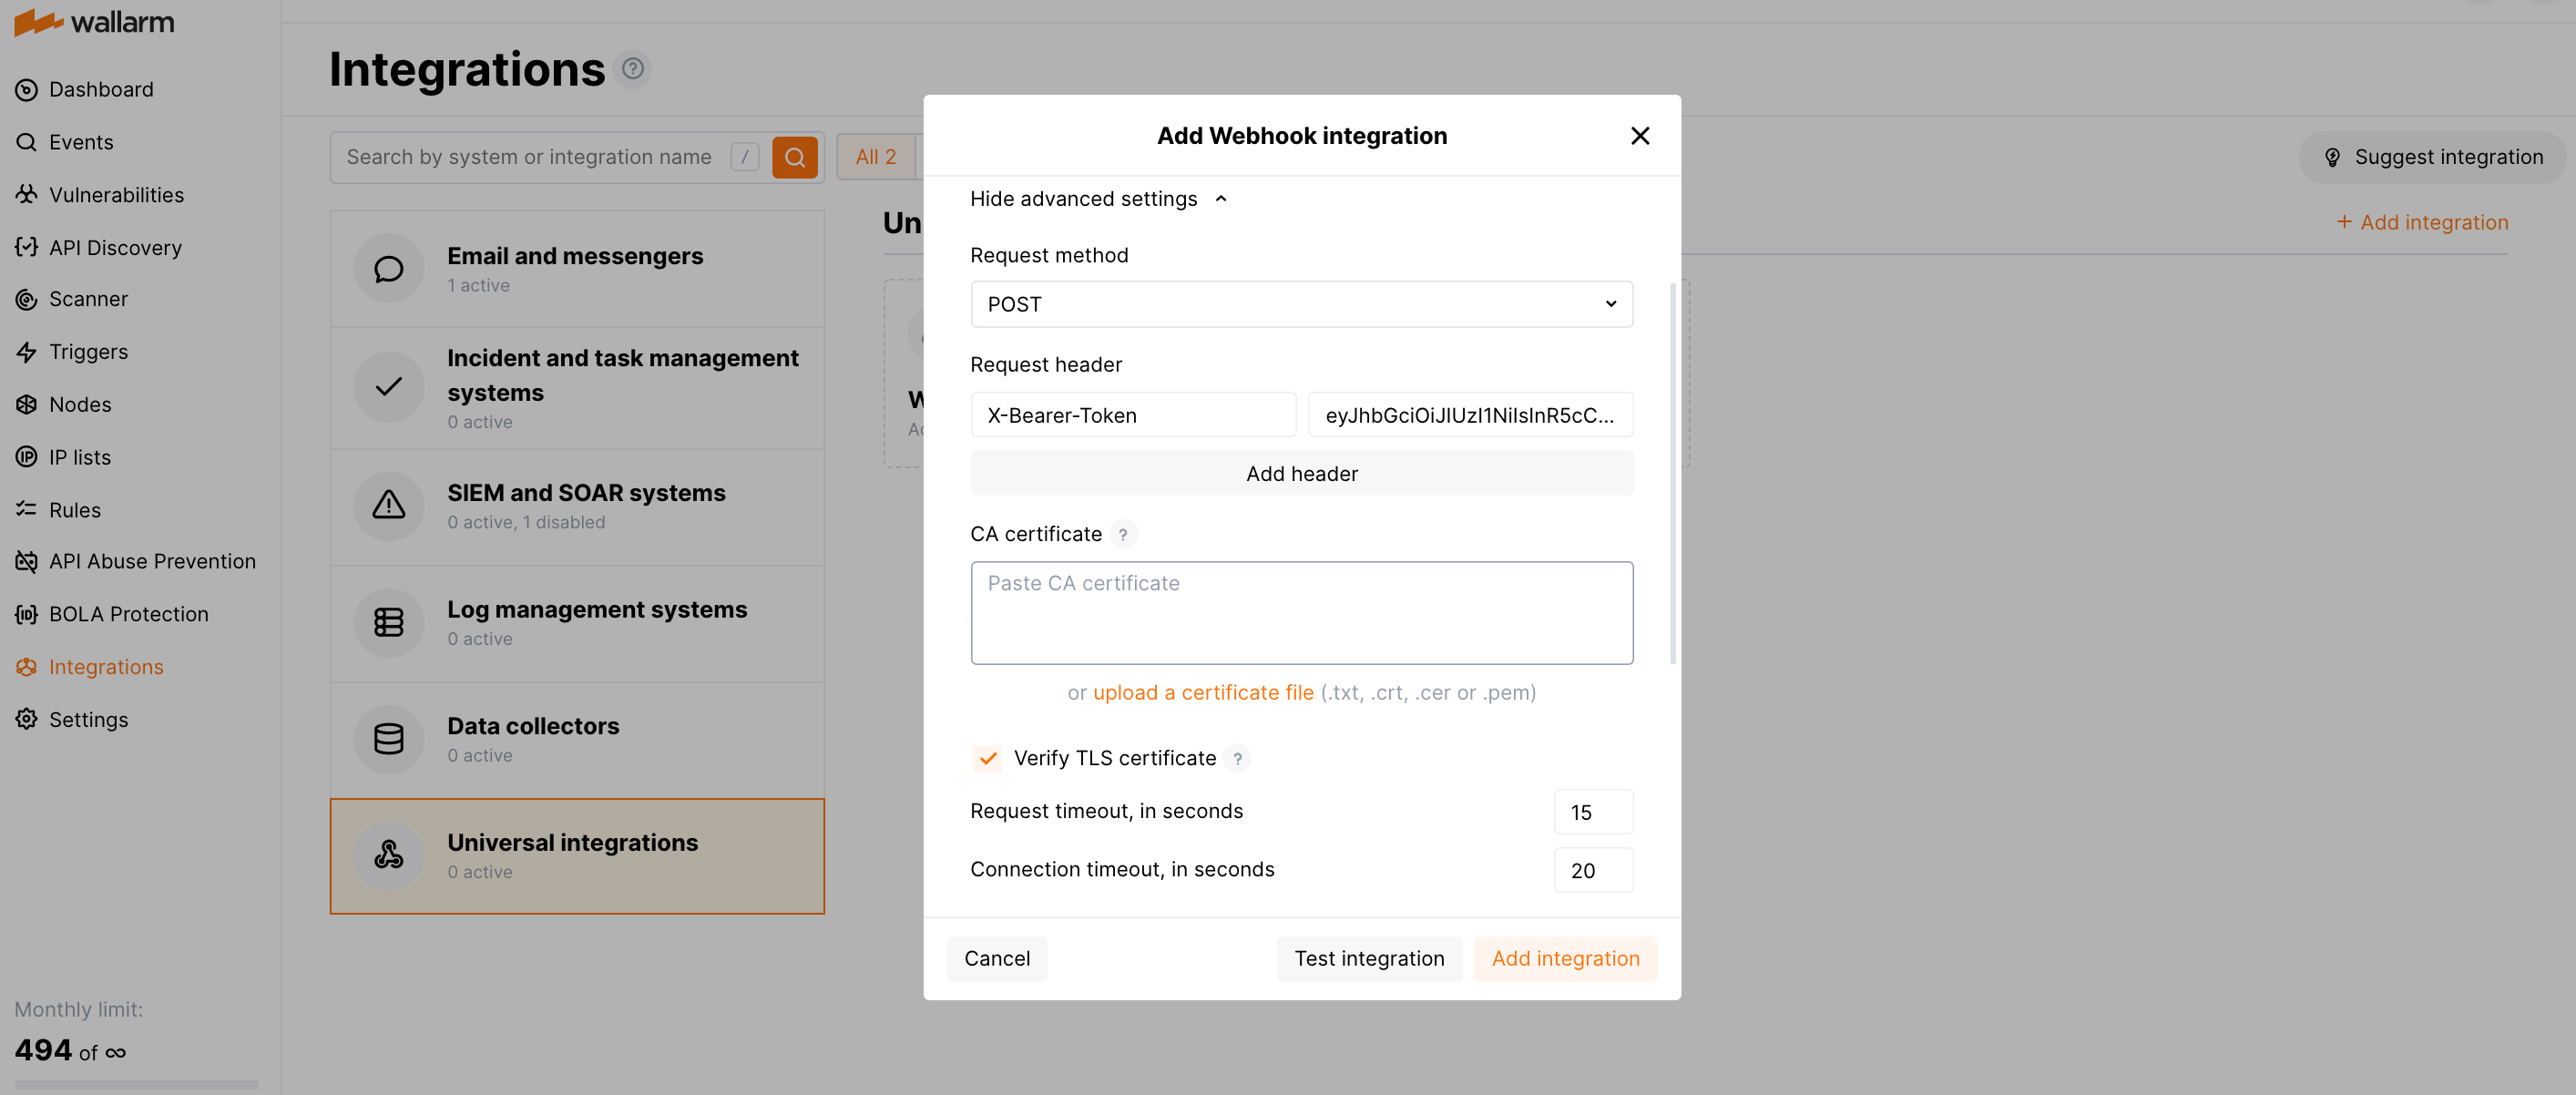 wallarm
Dashboard
Events
Vulnerabilities
API Discovery
Scanner
Triggers
Nodes
IP lists
Rules
API Abuse Prevention
BOLA Protection
Integrations
Settings
Monthly limit:
494 of ∞
Integrations ?
Search by system or integration name /
All 2
Suggest integration
Email and messengers
1 active
Incident and task management
systems
0 active
SIEM and SOAR systems
0 active, 1 disabled
Log management systems
0 active
Data collectors
0 active
Universal integrations
0 active
Un
+ Add integration
W
Add Webhook integration
Hide advanced settings
Request method
POST
Request header
X-Bearer-Token
eyJhbGciOiJIUzI1NiIsInR5cC...
Add header
CA certificate ?
Paste CA certificate
or upload a certificate file (.txt, .crt, .cer or .pem)
Verify TLS certificate ?
Request timeout, in seconds
15
Connection timeout, in seconds
20
Cancel
Test integration
Add integration